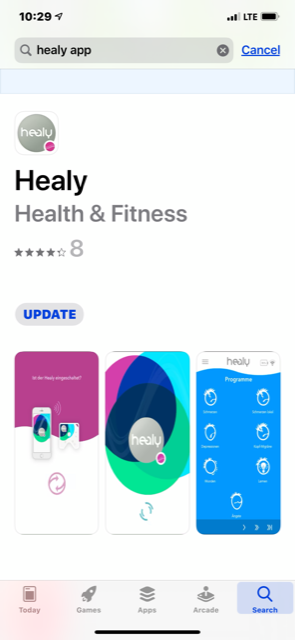 10:29
LTE
healy app
Cancel
healy
Healy
Health & Fitness
8
UPDATE
Ist der Healy eingeschaltet?
healy
healy
Programme
Lernen
Today
Games
Apps
Arcade
Search